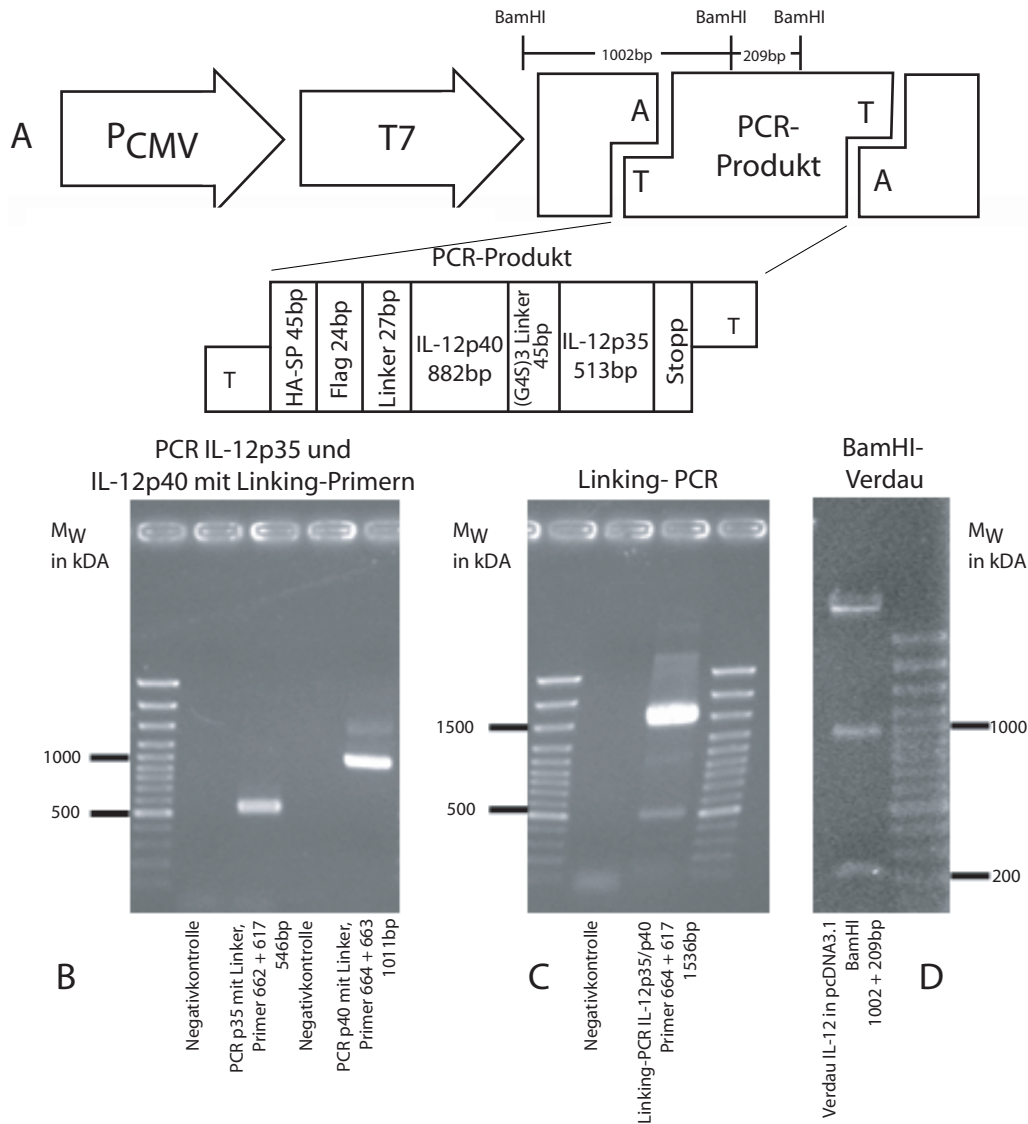 BamHI
BamHI
BamHI
1002bp
209bp
A
PCMV
T7
A
T
PCR-
Produkt
T
A
PCR-Produkt
T
HA-SP 45bp
Flag 24bp
Linker 27bp
IL-12p40
882bp
(G4S)3 Linker
45bp
IL-12p35
513bp
Stopp
T
PCR IL-12p35 und
IL-12p40 mit Linking-Primern
Linking- PCR
BamHI-
Verdau
MW
in kDA
1000
500
MW
in kDA
1500
500
MW
in kDA
1000
200
B
Negativkontrolle
PCR p35 mit Linker,
Primer 662 + 617
546bp
Negativkontrolle
PCR p40 mit Linker,
Primer 664 + 663
1011bp
C
Negativkontrolle
Linking-PCR IL-12p35/p40
Primer 664 + 617
1536bp
Verdau IL-12 in pcDNA3.1
BamHI
1002 + 209bp
D